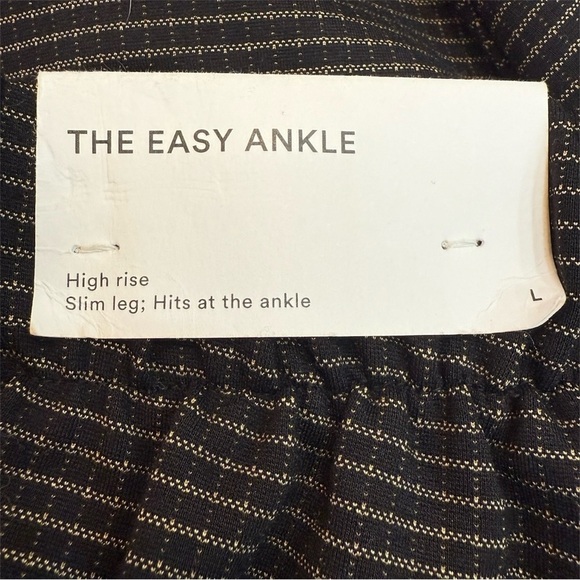 THE EASY ANKLE
High rise
Slim leg; Hits at the ankle
L